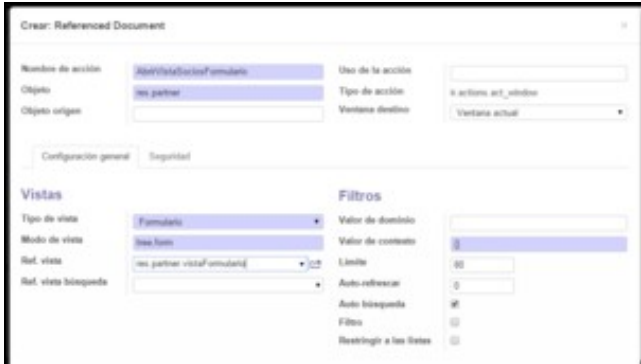 Crear: Referenced Document
Nombre de acción AbrirVistaSociosFormulario Uso de la acción
Objeto res.partner Tipo de acción ir.actions.act_window
Objeto origen Ventana destino Ventana actual
Configuración general Seguridad
Vistas Filtros
Tipo de vista Formulario Valor de dominio
Modo de vista tree,form Valor de contexto {}
Ref. vista res.partner.vistaFormulario Límite 80
Ref. vista búsqueda Auto-refrescar 0
Auto búsqueda
Filtro
Restringir a las listas